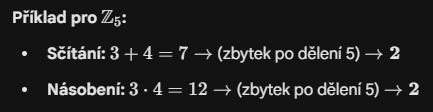 Příklad pro ℤ₅:
• Sčítání: 3 + 4 = 7 → (zbytek po dělení 5) → 2
• Násobení: 3 · 4 = 12 → (zbytek po dělení 5) → 2